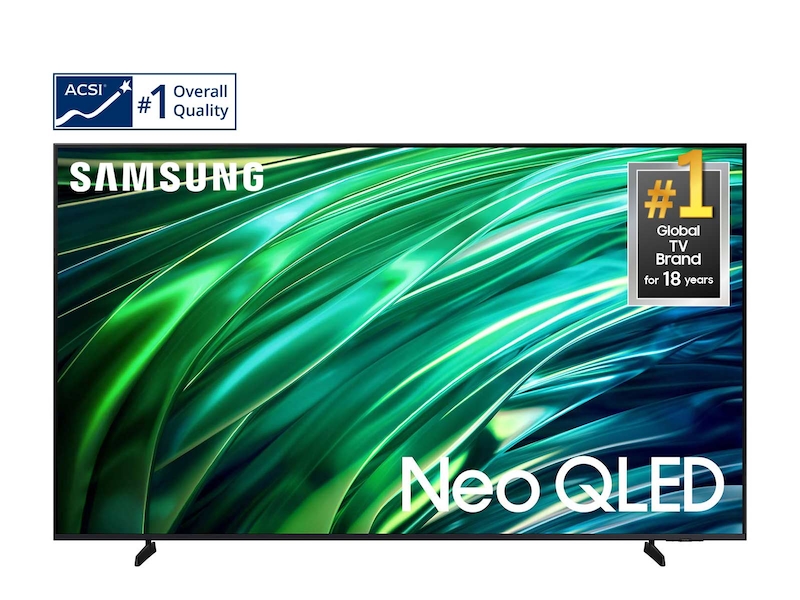 ACSI®
#1 Overall
Quality
SAMSUNG
#1
Global
TV
Brand
for 18 years
Neo QLED